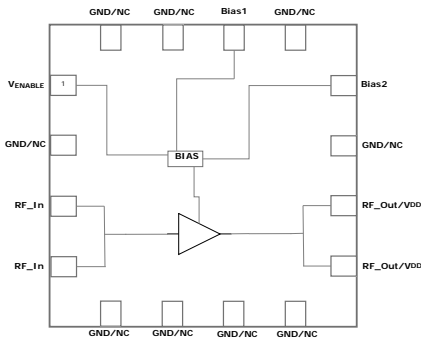 GND/NC GND/NC Bias1 GND/NC
VENABLE 1 Bias2
GND/NC GND/NC
BIAS
RF_In RF_Out/VDD
RF_In RF_Out/VDD
GND/NC GND/NC GND/NC GND/NC